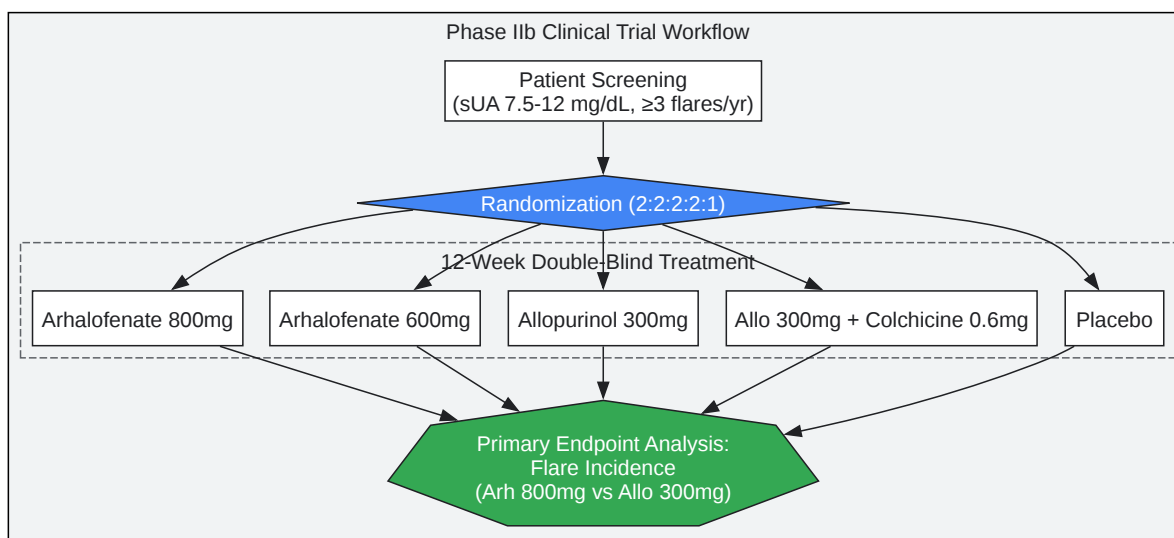 Phase IIb Clinical Trial Workflow
Patient Screening
(sUA 7.5-12 mg/dL, ≥3 flares/yr)
Randomization (2:2:2:2:1)
12-Week Double-Blind Treatment
Arhalofenate 800mg
Arhalofenate 600mg
Allopurinol 300mg
Allo 300mg + Colchicine 0.6mg
Placebo
Primary Endpoint Analysis:
Flare Incidence
(Arh 800mg vs Allo 300mg)